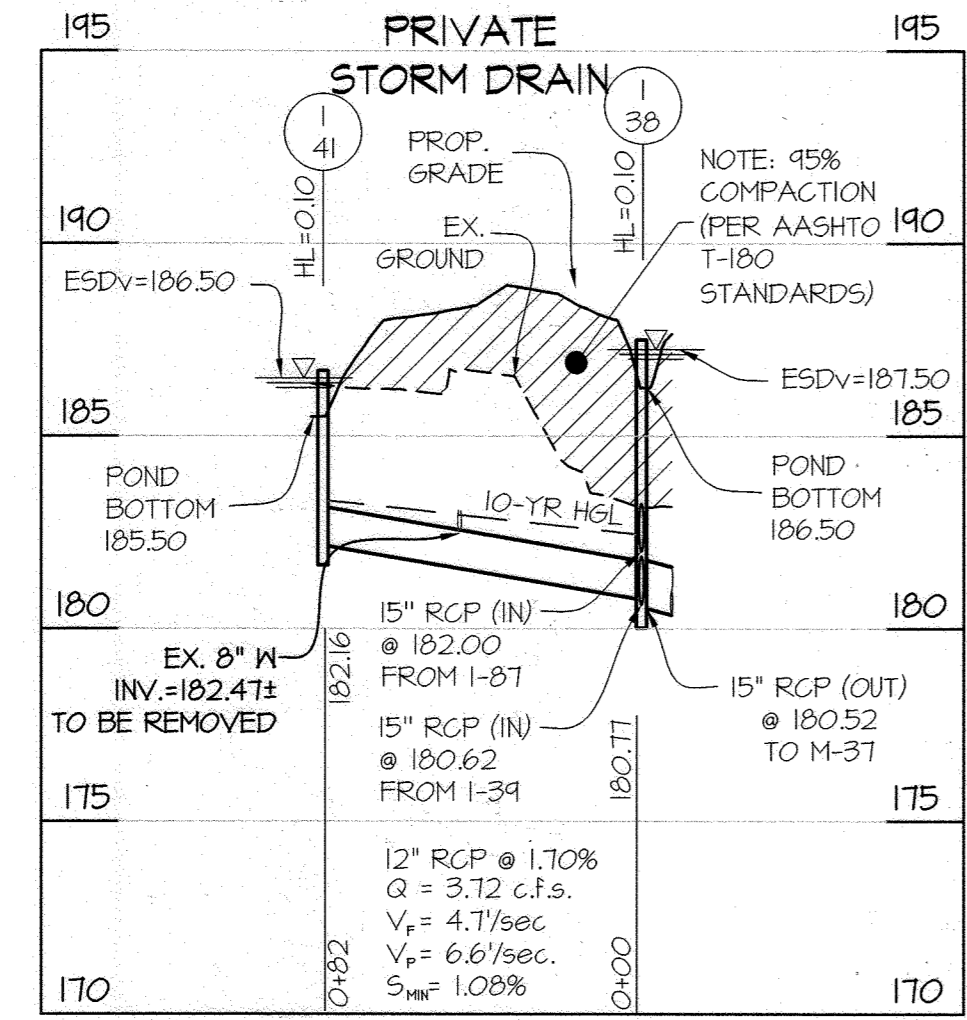 PRIVATE
STORM DRAIN
195
195
I
41
I
38
HL=0.10
HL=0.10
PROP.
GRADE
EX.
GROUND
NOTE: 95%
COMPACTION
(PER AASHTO
T-180
STANDARDS)
190
190
ESDv=186.50
ESDv=187.50
185
185
POND
BOTTOM
185.50
10-YR HGL
POND
BOTTOM
186.50
180
180
EX. 8" W
INV.=182.47±
TO BE REMOVED
182.16
15" RCP (IN)
@ 182.00
FROM I-87
15" RCP (IN)
@ 180.62
FROM I-39
180.77
15" RCP (OUT)
@ 180.52
TO M-37
175
175
12" RCP @ 1.70%
Q = 3.72 c.f.s.
VF= 4.7'/sec
VP= 6.6'/sec.
SMIN= 1.08%
0+82
0+00
170
170